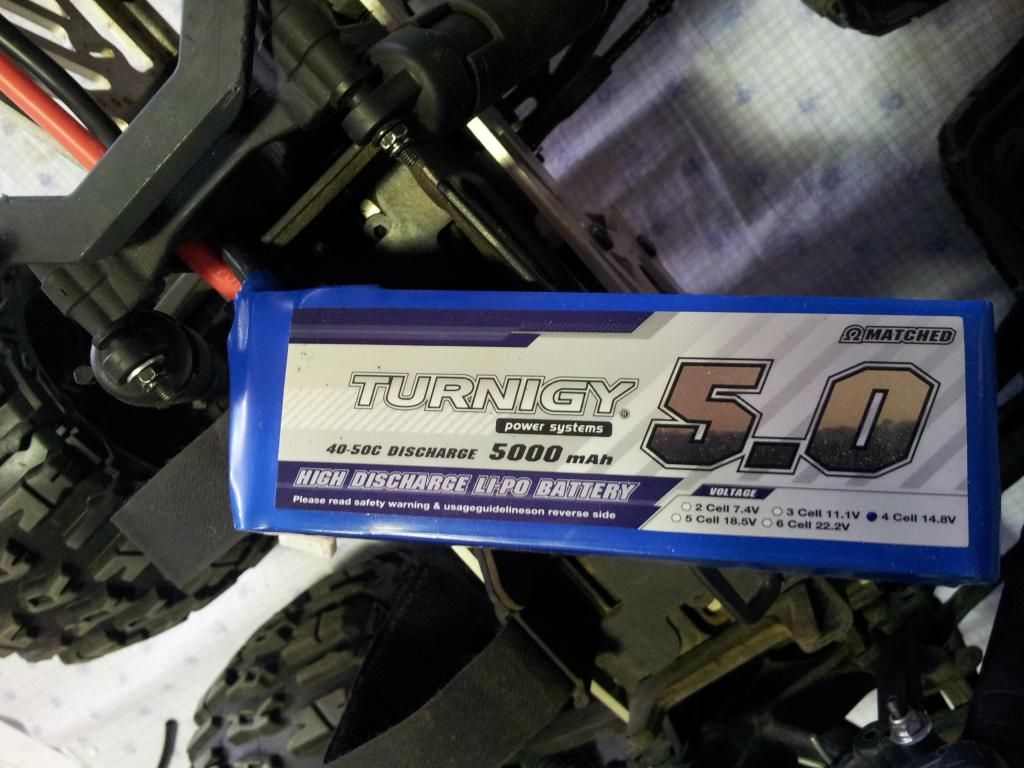 Ω MATCHED
TURNIGY®
power systems
5.0
40-50C DISCHARGE 5000 mAh
HIGH DISCHARGE LI-PO BATTERY
Please read safety warning & usageguidelineson reverse side
VOLTAGE
2 Cell 7.4V 3 Cell 11.1V 4 Cell 14.8V
5 Cell 18.5V 6 Cell 22.2V